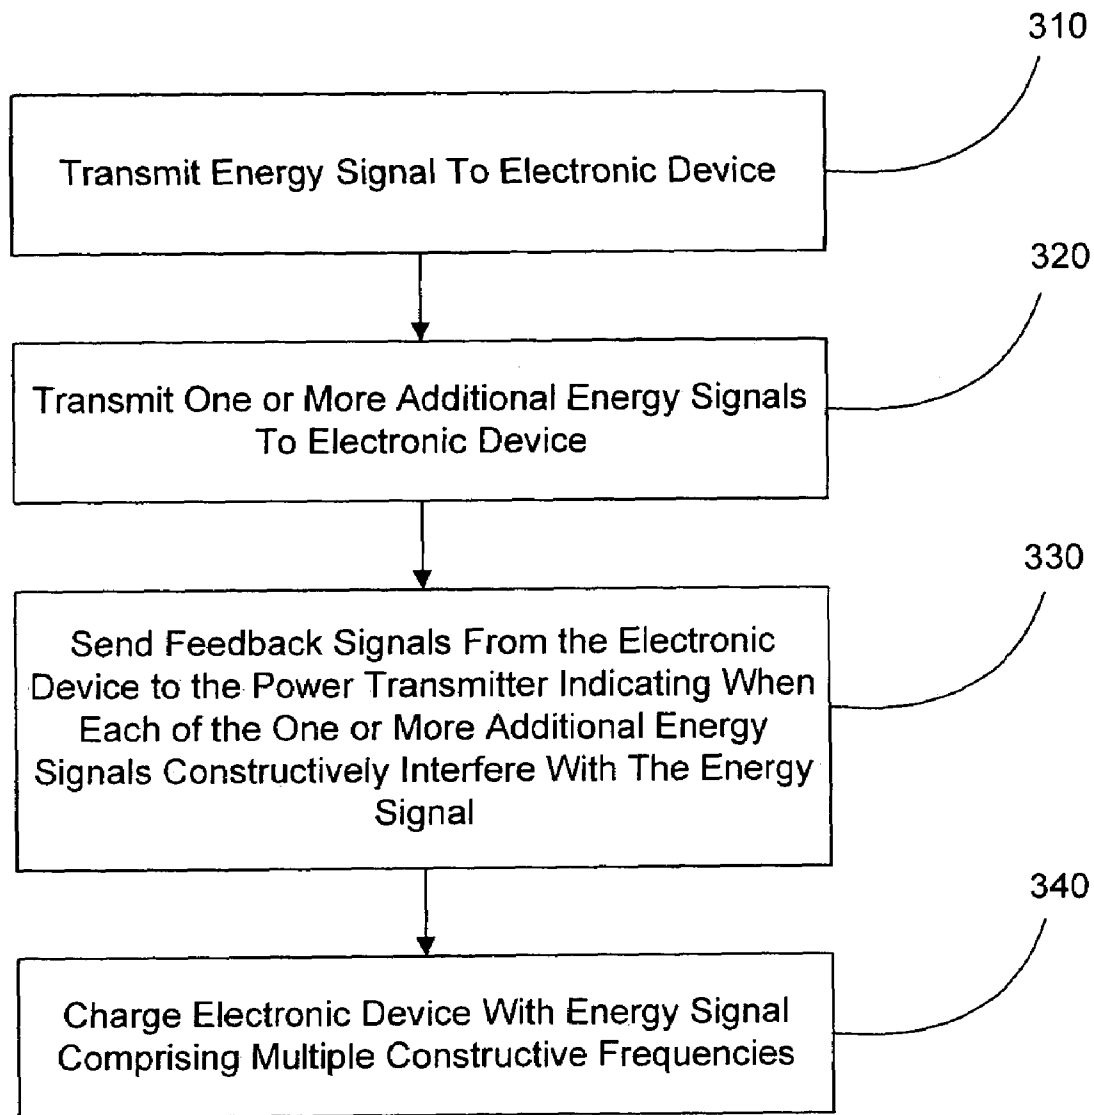 310
Transmit Energy Signal To Electronic Device
320
Transmit One or More Additional Energy Signals
To Electronic Device
330
Send Feedback Signals From the Electronic
Device to the Power Transmitter Indicating When
Each of the One or More Additional Energy
Signals Constructively Interfere With The Energy
Signal
340
Charge Electronic Device With Energy Signal
Comprising Multiple Constructive Frequencies